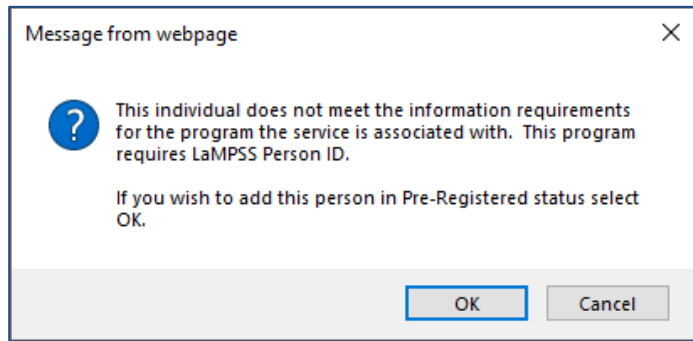 Message from webpage
This individual does not meet the information requirements
for the program the service is associated with.  This program
requires LaMPSS Person ID.
If you wish to add this person in Pre-Registered status select
OK.
OK
Cancel